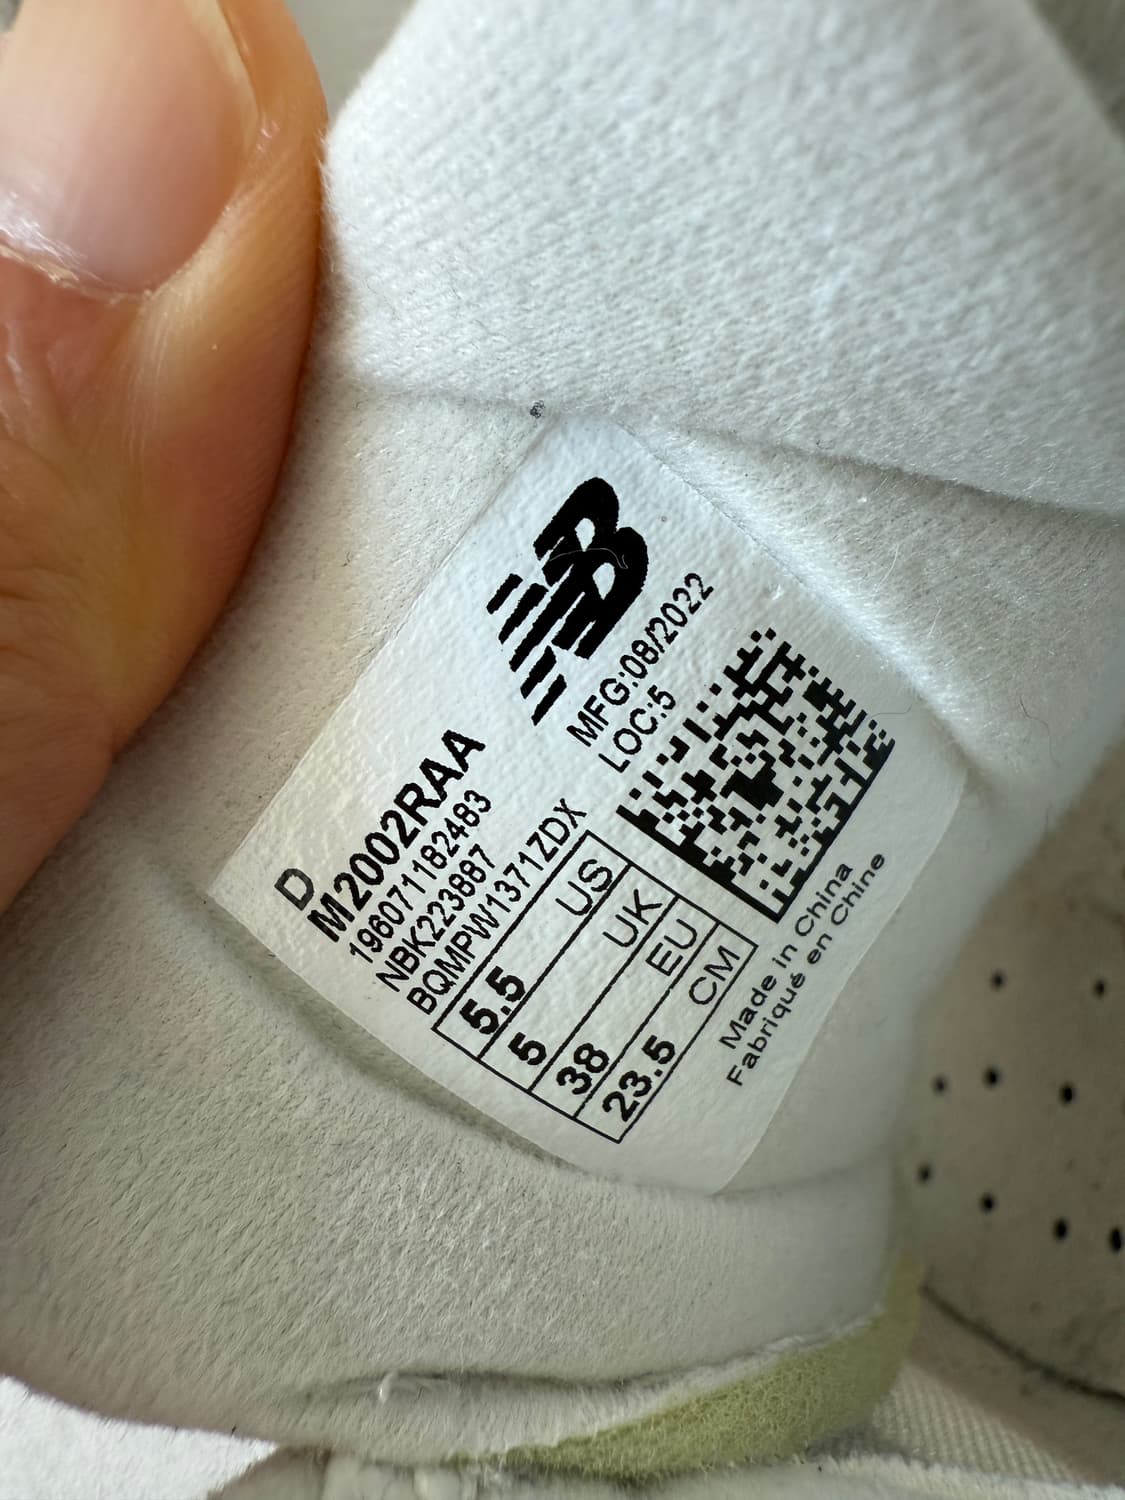 NB
MFG:08/2022
LOC:5
D
M2002RAA
196071182483
NBK223887
BQMPW1371ZDX
5.5 US
5 UK
38 EU
23.5 CM
Made in China
Fabriqué en Chine